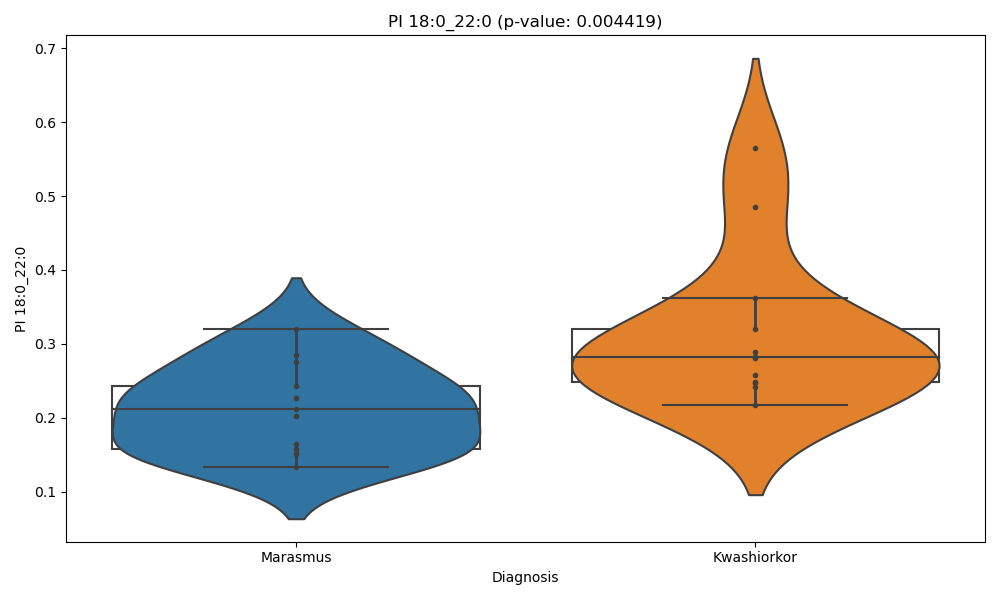 PI 18:0_22:0 (p-value: 0.004419)
0.7
0.6
0.5
0.4
0.3
0.2
0.1
PI 18:0_22:0
Marasmus
Kwashiorkor
Diagnosis